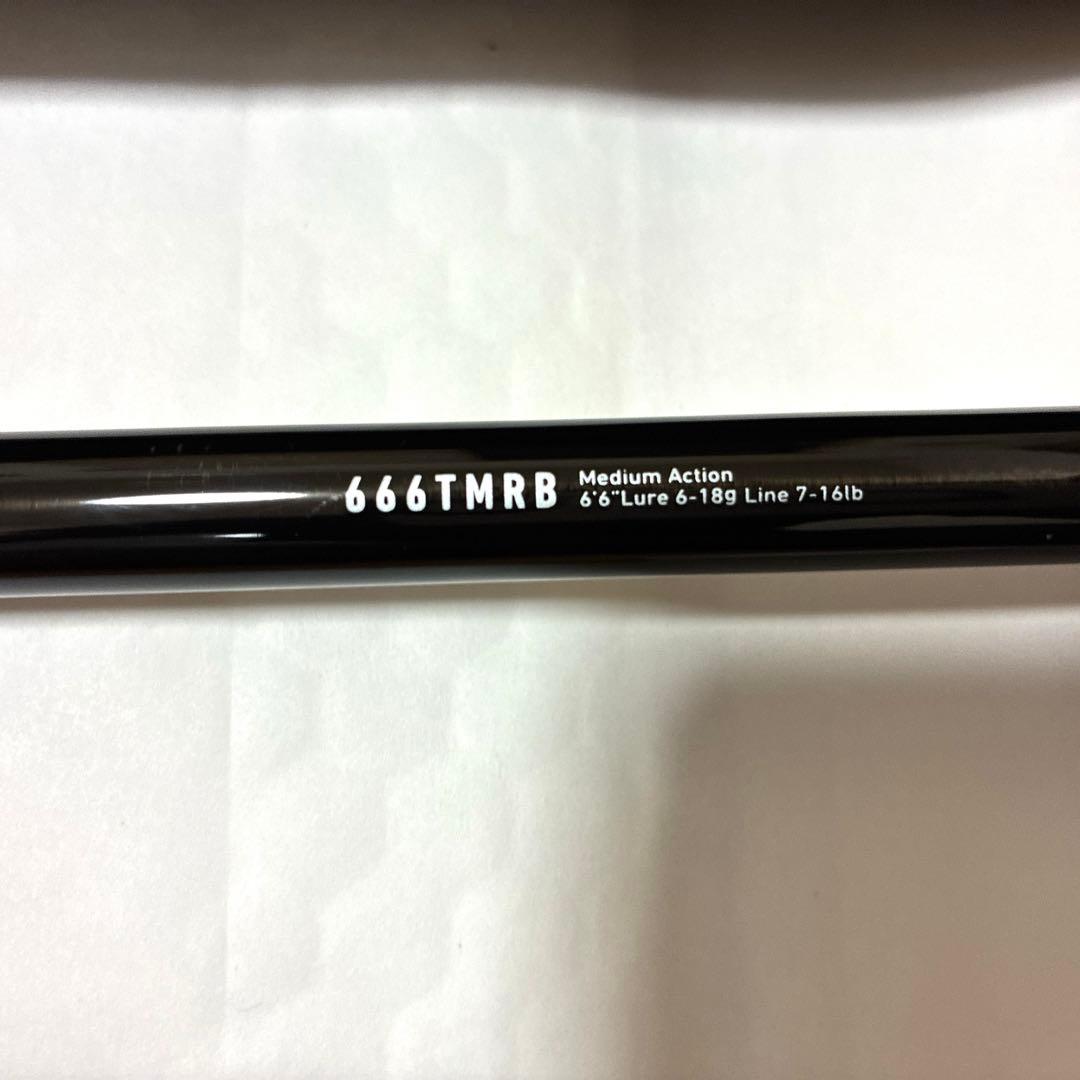 666TMRB
Medium Action
6'6"Lure 6-18g Line 7-16lb